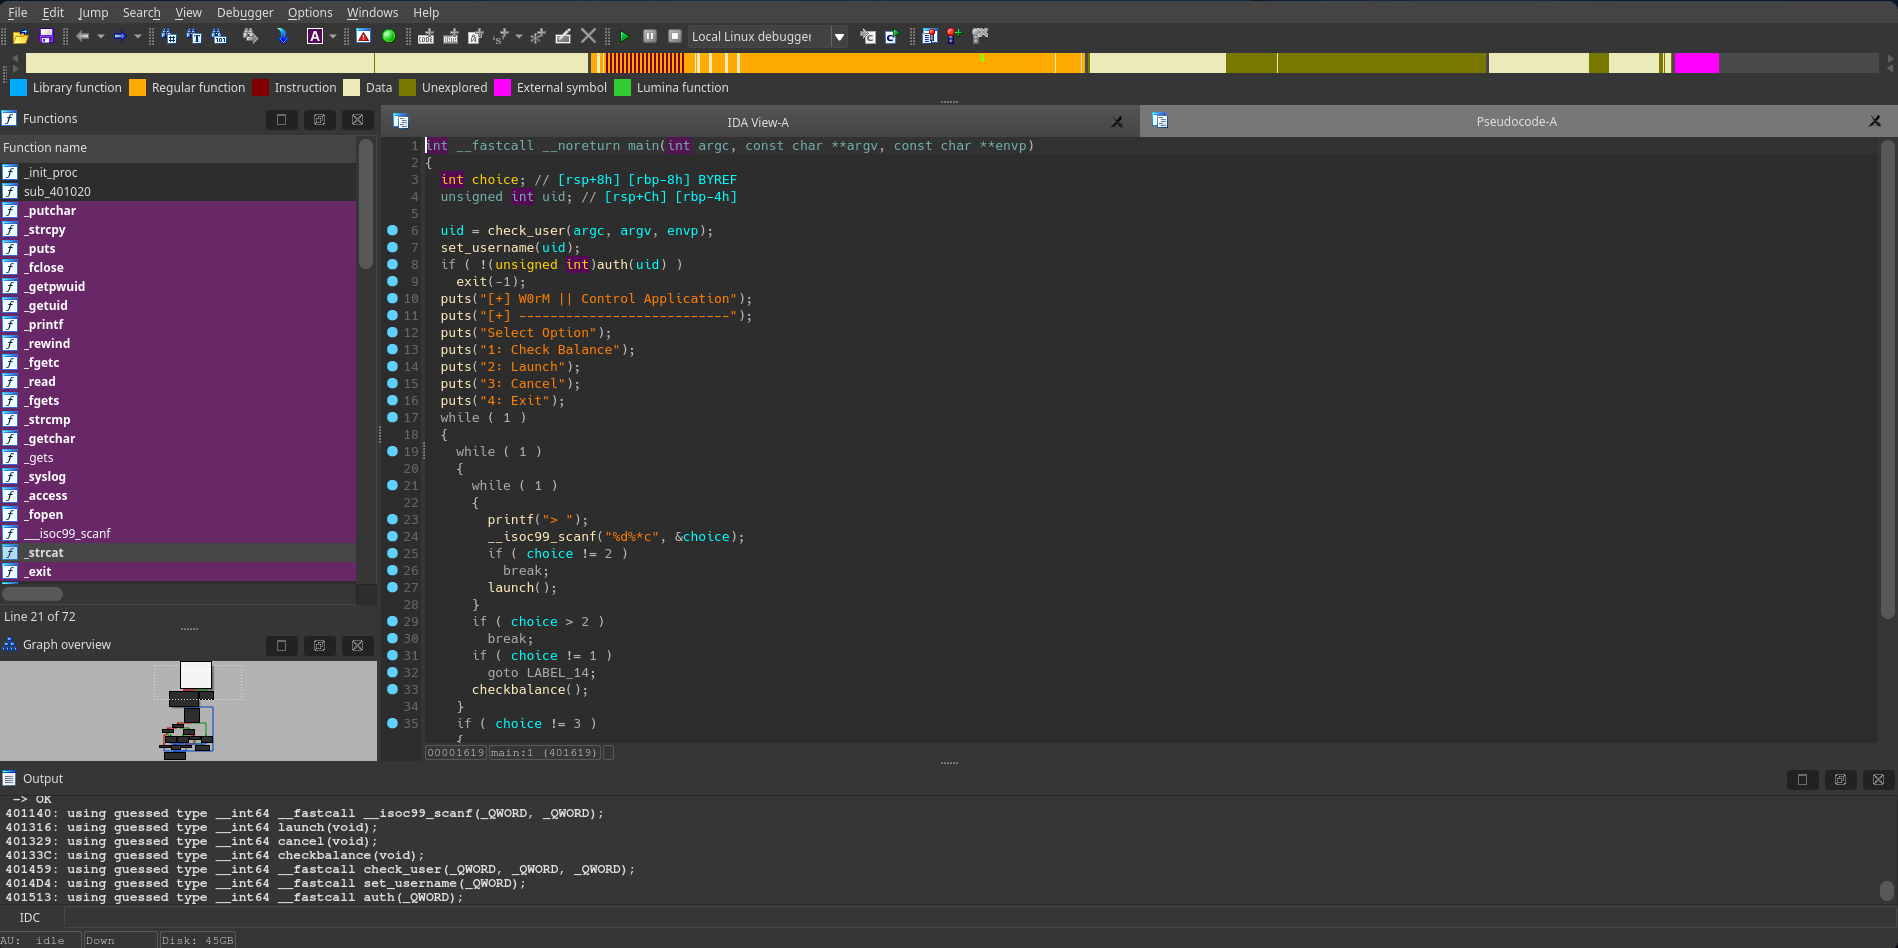 File Edit Jump Search View Debugger Options Windows Help
Local Linux debugger
Library function Regular function Instruction Data Unexplored External symbol Lumina function
Functions
Function name
_init_proc
sub_401020
_putchar
_strcpy
_puts
_fclose
_getpwuid
_getuid
_printf
_rewind
_fgetc
_read
_fgets
_strcmp
_getchar
_gets
_syslog
_access
_fopen
___isoc99_scanf
_strcat
_exit
Line 21 of 72
Graph overview
IDA View-A
Pseudocode-A
1 int __fastcall __noreturn main(int argc, const char **argv, const char **envp)
2 {
3 int choice; // [rsp+8h] [rbp-8h] BYREF
4 unsigned int uid; // [rsp+Ch] [rbp-4h]
5
6 uid = check_user(argc, argv, envp);
7 set_username(uid);
8 if ( !(unsigned int)auth(uid) )
9 exit(-1);
10 puts("[+] W0rM || Control Application");
11 puts("[+] ---------------------------");
12 puts("Select Option");
13 puts("1: Check Balance");
14 puts("2: Launch");
15 puts("3: Cancel");
16 puts("4: Exit");
17 while ( 1 )
18 {
19 while ( 1 )
20 {
21 while ( 1 )
22 {
23 printf("> ");
24 __isoc99_scanf("%d%*c", &choice);
25 if ( choice != 2 )
26 break;
27 launch();
28 }
29 if ( choice > 2 )
30 break;
31 if ( choice != 1 )
32 goto LABEL_14;
33 checkbalance();
34 }
35 if ( choice != 3 )
{
00001619 main:1 (401619)
Output
-> OK
401140: using guessed type __int64 __fastcall __isoc99_scanf(_QWORD, _QWORD);
401316: using guessed type __int64 launch(void);
401329: using guessed type __int64 cancel(void);
40133C: using guessed type __int64 checkbalance(void);
401459: using guessed type __int64 __fastcall check_user(_QWORD, _QWORD, _QWORD);
4014D4: using guessed type __int64 __fastcall set_username(_QWORD);
401513: using guessed type __int64 __fastcall auth(_QWORD);
IDC
AU: idle Down Disk: 45GB